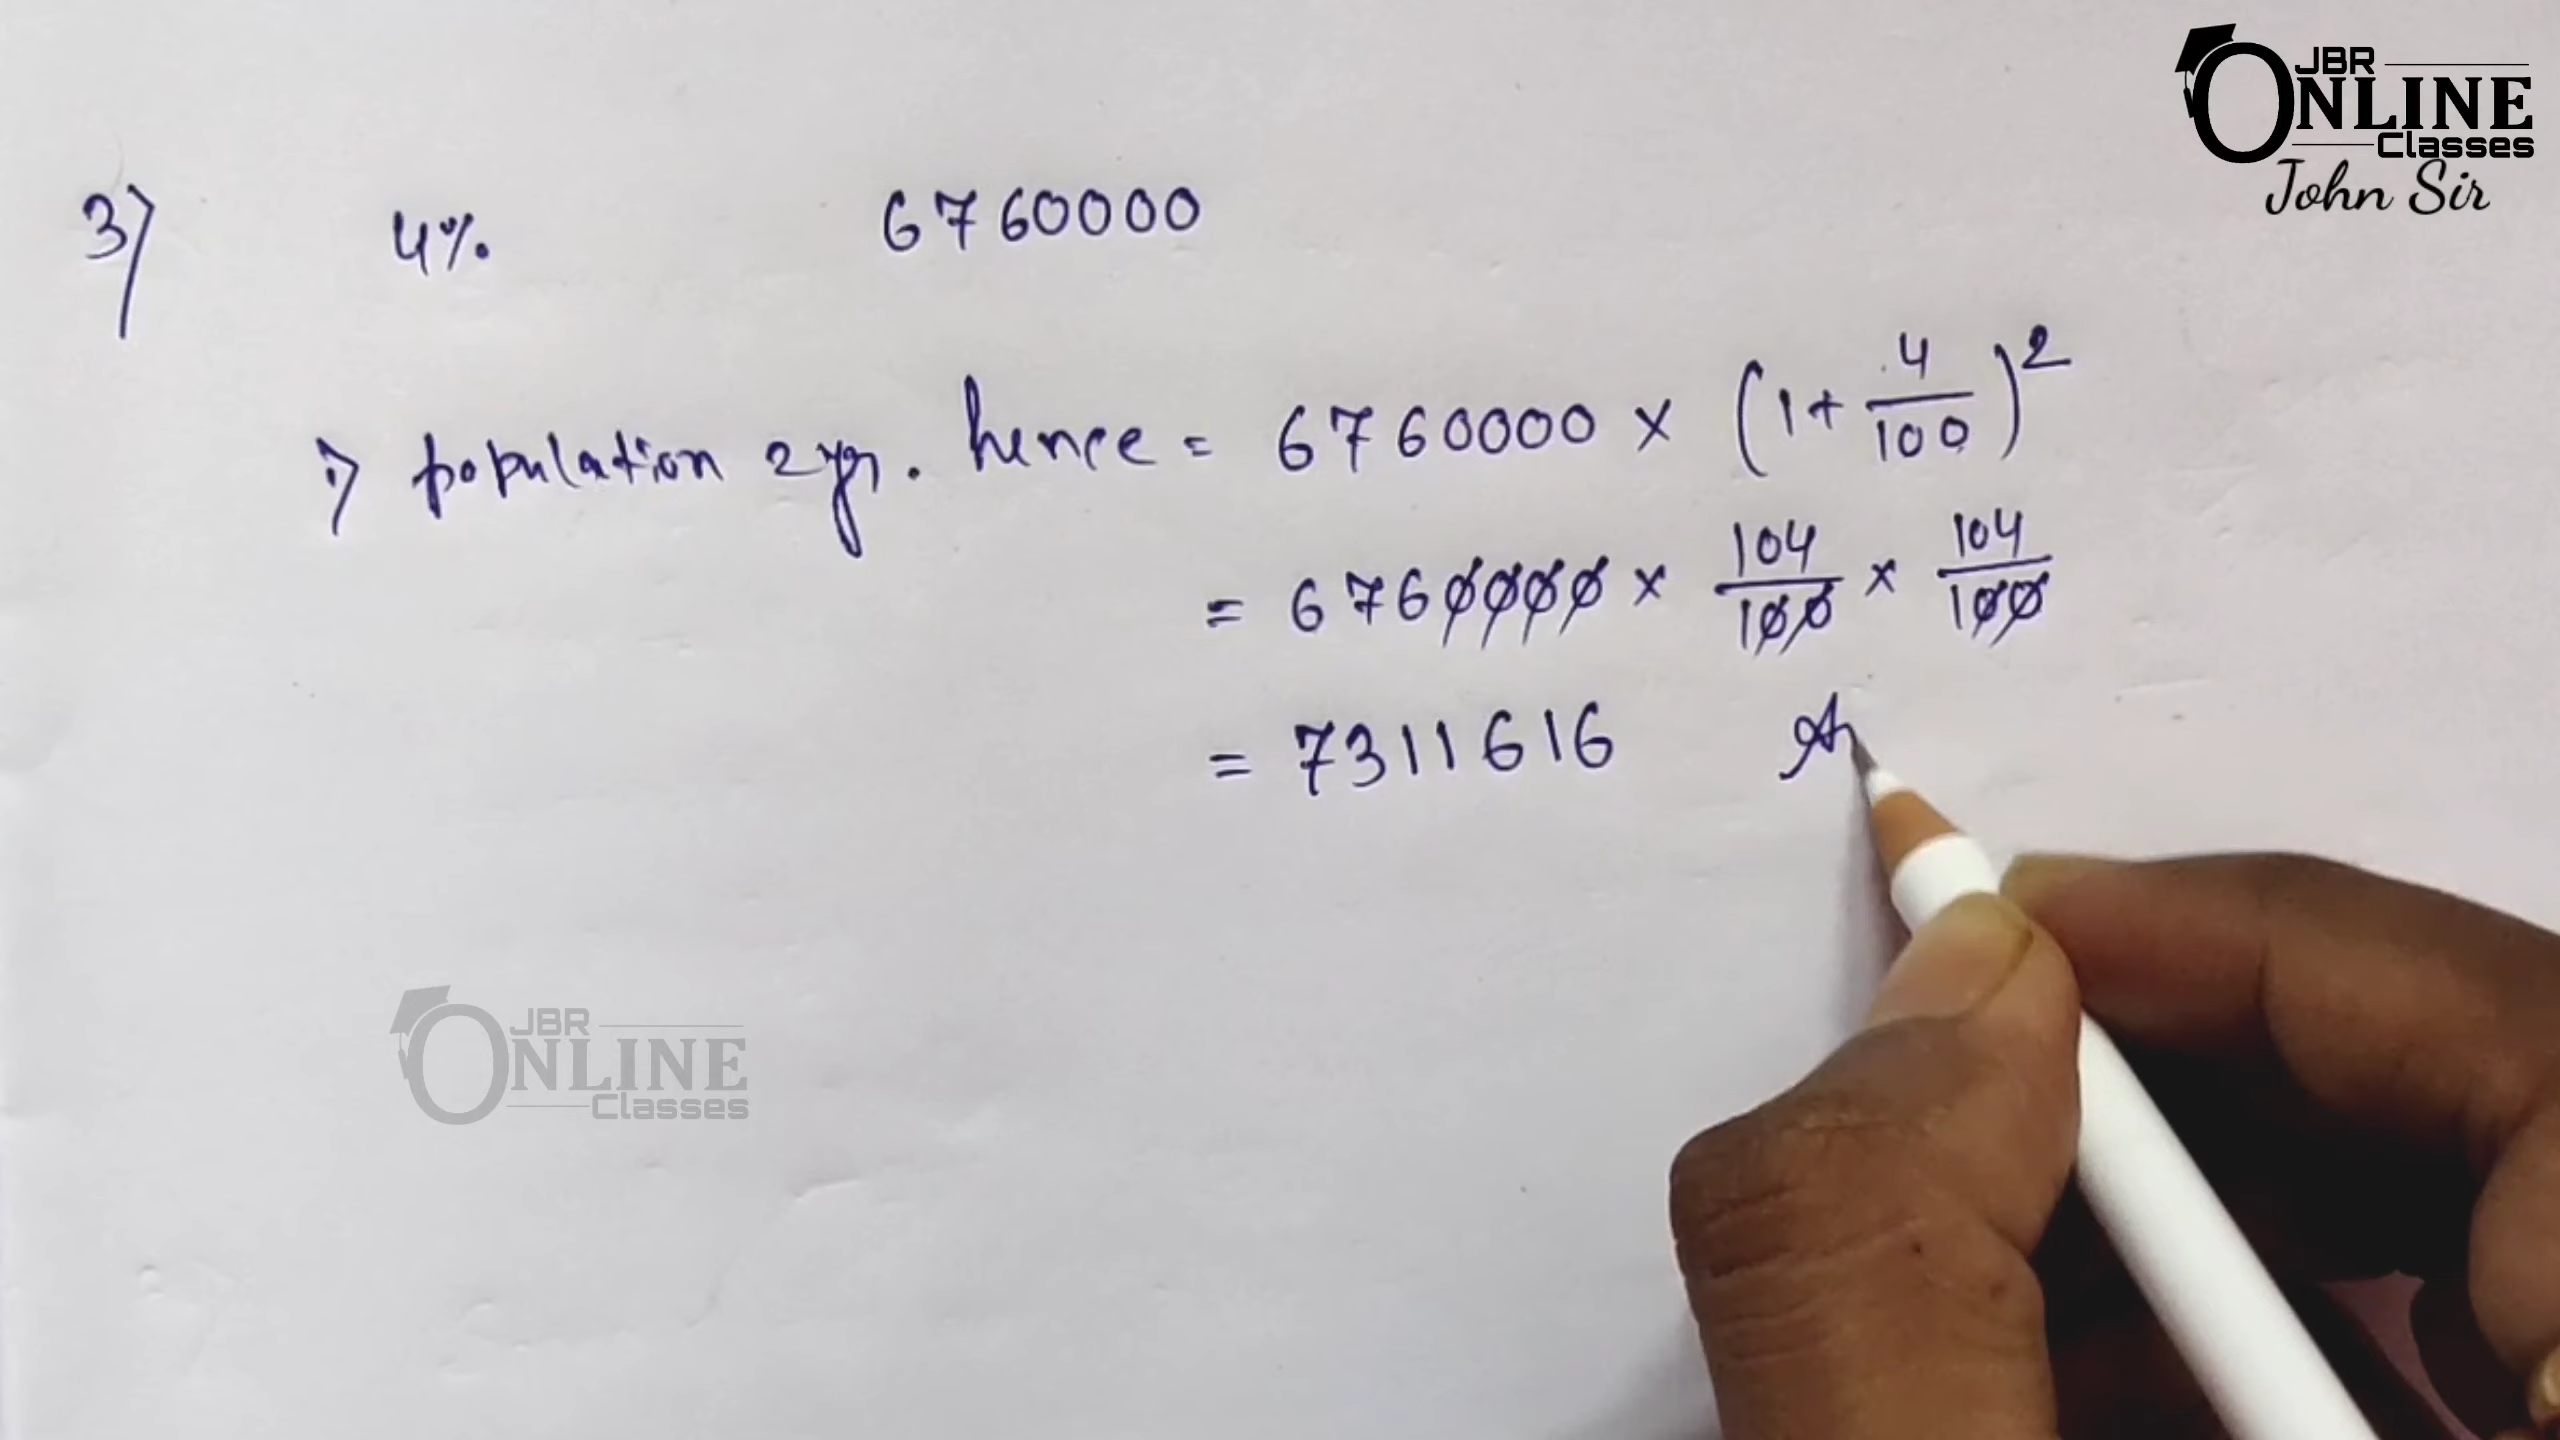 JBR
ONLINE
Classes
John Sir
3) 4% 6760000
i) population 2 yr. hence = 6760000 × (1 + 4/100)²
= 6760000 × 104/100 × 104/100
= 7311616 An
JBR
ONLINE
Classes